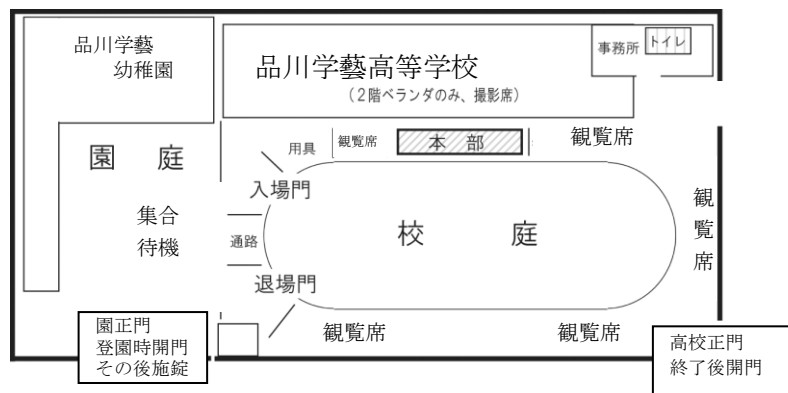 品川学藝
幼稚園
品川学藝高等学校
(2階ベランダのみ、撮影席)
事務所
トイレ
用具
観覧席
本 部
観覧席
園 庭
入場門
集合
待機
通路
校 庭
観覧席
退場門
観覧席
観覧席
園正門
登園時開門
その後施錠
高校正門
終了後開門